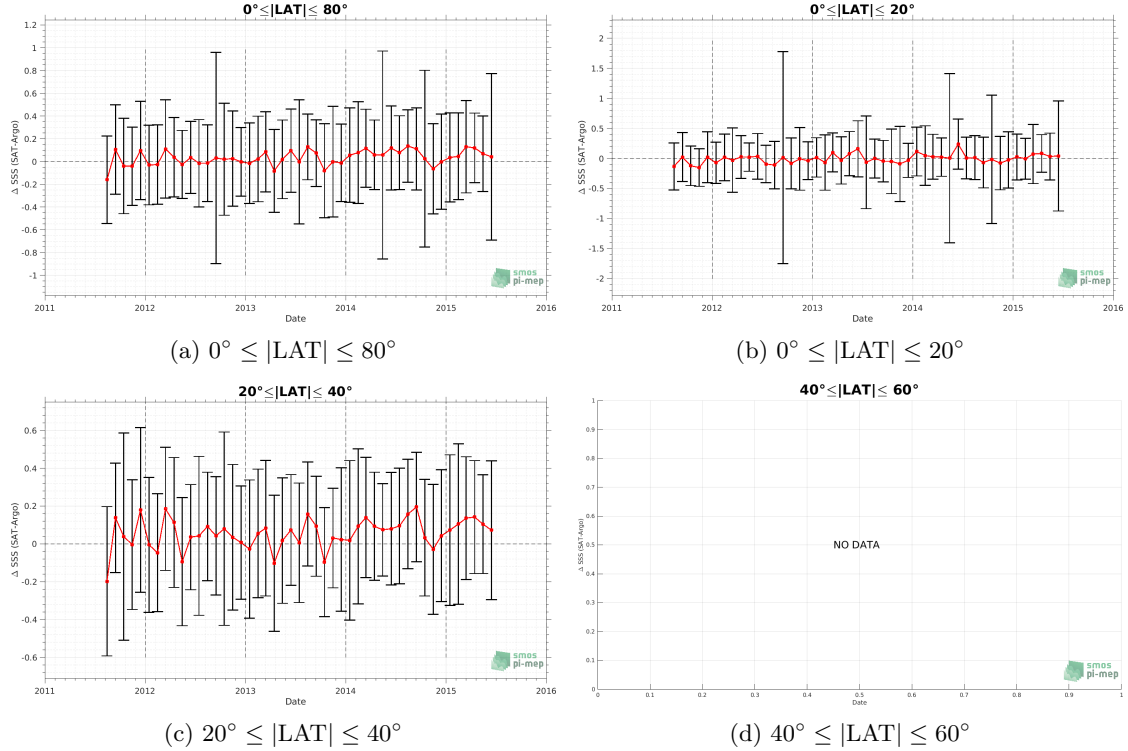 0°≤|LAT|≤ 80°
1.2
1
0.8
0.6
0.4
0.2
0
-0.2
-0.4
-0.6
-0.8
-1
Δ SSS (SAT-Argo)
2011 2012 2013 2014 2015 2016
Date
smos
pi-mep
(a) 0° ≤ |LAT| ≤ 80°
0°≤|LAT|≤ 20°
2
1.5
1
0.5
0
-0.5
-1
-1.5
-2
Δ SSS (SAT-Argo)
2011 2012 2013 2014 2015 2016
Date
smos
pi-mep
(b) 0° ≤ |LAT| ≤ 20°
20°≤|LAT|≤ 40°
0.6
0.4
0.2
0
-0.2
-0.4
-0.6
Δ SSS (SAT-Argo)
2011 2012 2013 2014 2015 2016
Date
smos
pi-mep
(c) 20° ≤ |LAT| ≤ 40°
40°≤|LAT|≤ 60°
1
0.9
0.8
0.7
0.6
0.5
0.4
0.3
0.2
0.1
0
Δ SSS (SAT-Argo)
NO DATA
0 0.1 0.2 0.3 0.4 0.5 0.6 0.7 0.8 0.9 1
Date
smos
pi-mep
(d) 40° ≤ |LAT| ≤ 60°